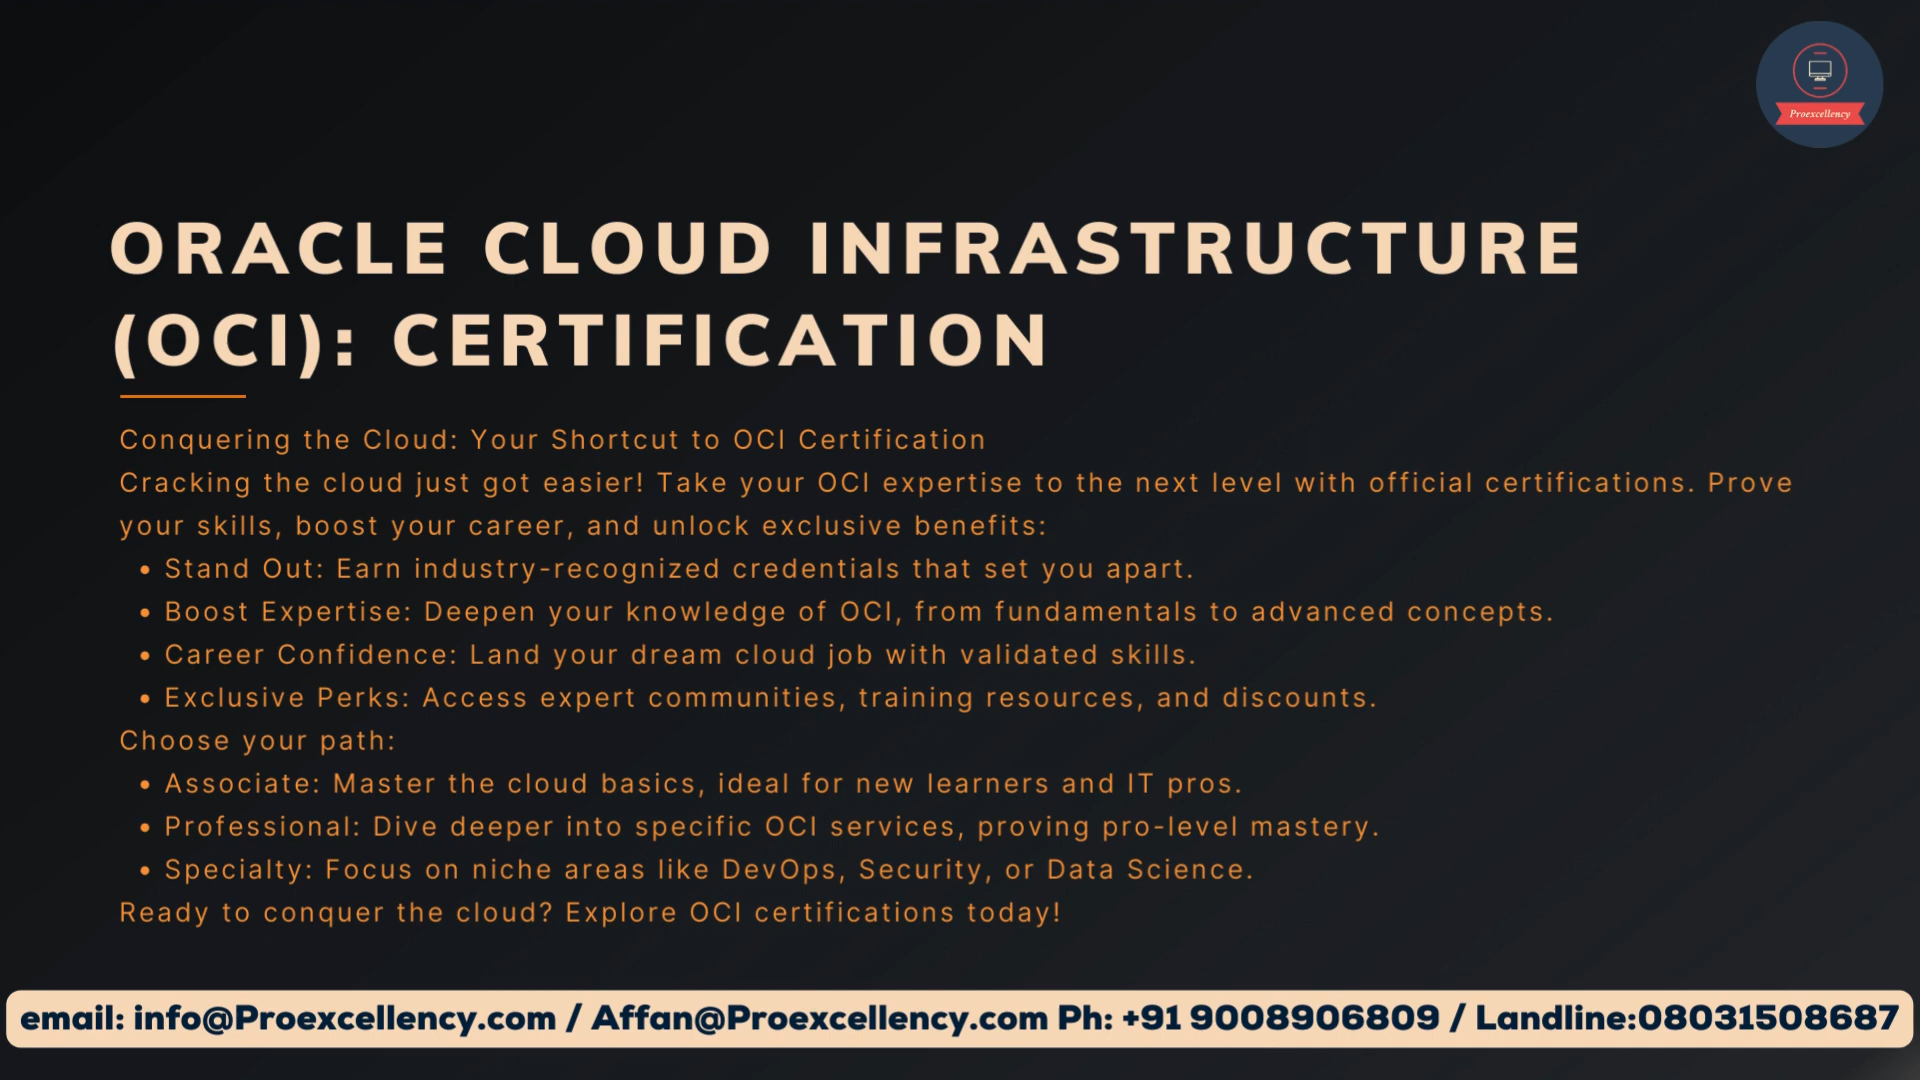 Proexcellency
ORACLE CLOUD INFRASTRUCTURE
(OCI): CERTIFICATION
Conquering the Cloud: Your Shortcut to OCI Certification
Cracking the cloud just got easier! Take your OCI expertise to the next level with official certifications. Prove
your skills, boost your career, and unlock exclusive benefits:
• Stand Out: Earn industry-recognized credentials that set you apart.
• Boost Expertise: Deepen your knowledge of OCI, from fundamentals to advanced concepts.
• Career Confidence: Land your dream cloud job with validated skills.
• Exclusive Perks: Access expert communities, training resources, and discounts.
Choose your path:
• Associate: Master the cloud basics, ideal for new learners and IT pros.
• Professional: Dive deeper into specific OCI services, proving pro-level mastery.
• Specialty: Focus on niche areas like DevOps, Security, or Data Science.
Ready to conquer the cloud? Explore OCI certifications today!
email: info@Proexcellency.com / Affan@Proexcellency.com Ph: +91 9008906809 / Landline:08031508687